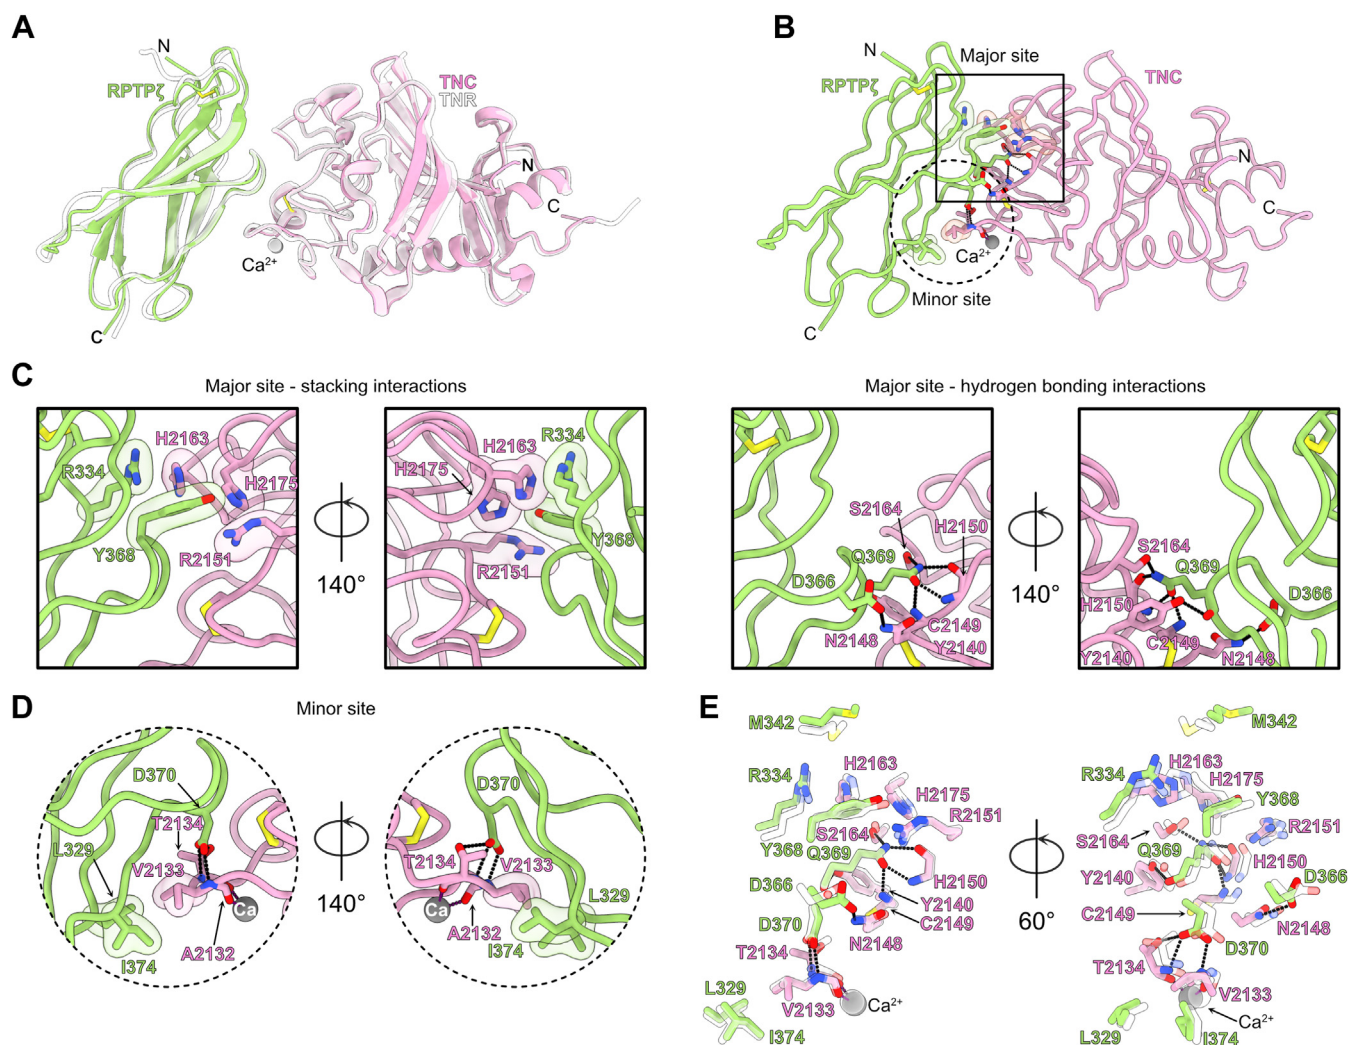 A
N
RPTPζ
TNC
TNR
N
C
Ca²⁺
C
B
N
Major site
RPTPζ
TNC
N
C
Ca²⁺
Minor site
C
C
Major site - stacking interactions
H2163
R334
H2175
Y368
R2151
140°
R334
H2163
H2175
Y368
R2151
Major site - hydrogen bonding interactions
S2164
H2150
Q369
D366
C2149
N2148
Y2140
140°
S2164
Q369
D366
H2150
C2149
Y2140
N2148
D
Minor site
D370
T2134
L329
V2133
Ca
A2132
I374
140°
D370
T2134
V2133
L329
Ca
A2132
I374
E
M342
R334
H2163
H2175
R2151
S2164
Y368
Q369
H2150
D366
Y2140
C2149
D370
N2148
T2134
L329
V2133
Ca²⁺
I374
60°
M342
H2163
R334
H2175
Y368
R2151
S2164
Q369
H2150
Y2140
D366
C2149
N2148
D370
T2134
V2133
Ca²⁺
L329
I374